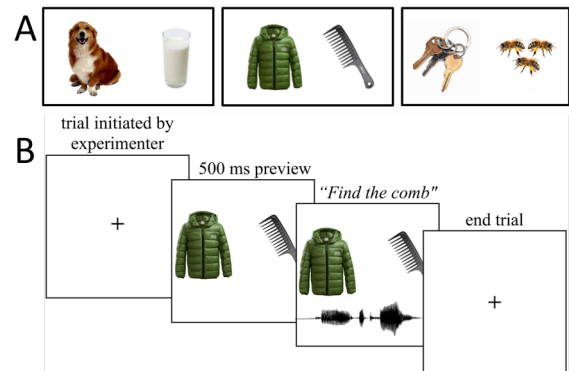 A
B
trial initiated by
experimenter
500 ms preview
“Find the comb"
end trial